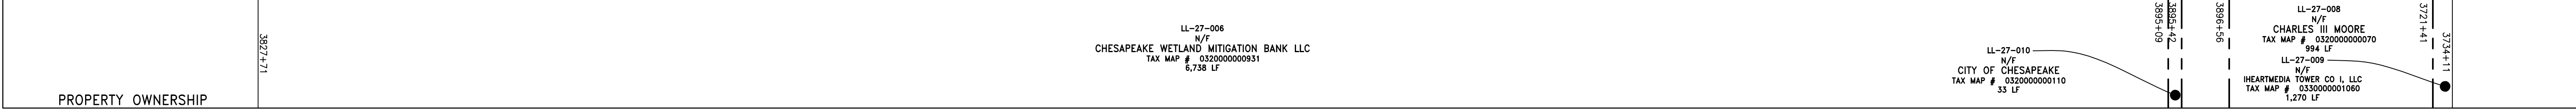 PROPERTY OWNERSHIP
3827+71
LL-27-006
N/F
CHESAPEAKE WETLAND MITIGATION BANK LLC
TAX MAP # 0320000000931
6,738 LF
LL-27-010
N/F
CITY OF CHESAPEAKE
TAX MAP # 0320000000110
33 LF
3895+09
3895+42
3896+56
LL-27-008
N/F
CHARLES III MOORE
TAX MAP # 0320000000070
994 LF
LL-27-009
N/F
IHEARTMEDIA TOWER CO I, LLC
TAX MAP # 0330000001060
1,270 LF
3721+41
3734+11